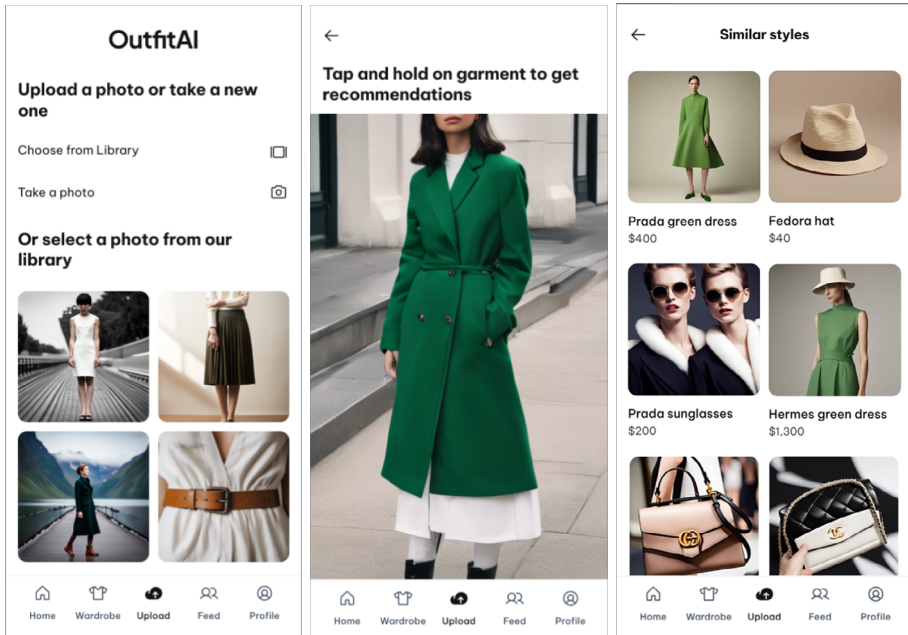 OutfitAI
Upload a photo or take a new
one
Choose from Library
Take a photo
Or select a photo from our
library
Home
Wardrobe
Upload
Feed
Profile
Tap and hold on garment to get
recommendations
Home
Wardrobe
Upload
Feed
Profile
Similar styles
Prada green dress
$400
Fedora hat
$40
Prada sunglasses
$200
Hermes green dress
$1,300
Home
Wardrobe
Upload
Feed
Profile